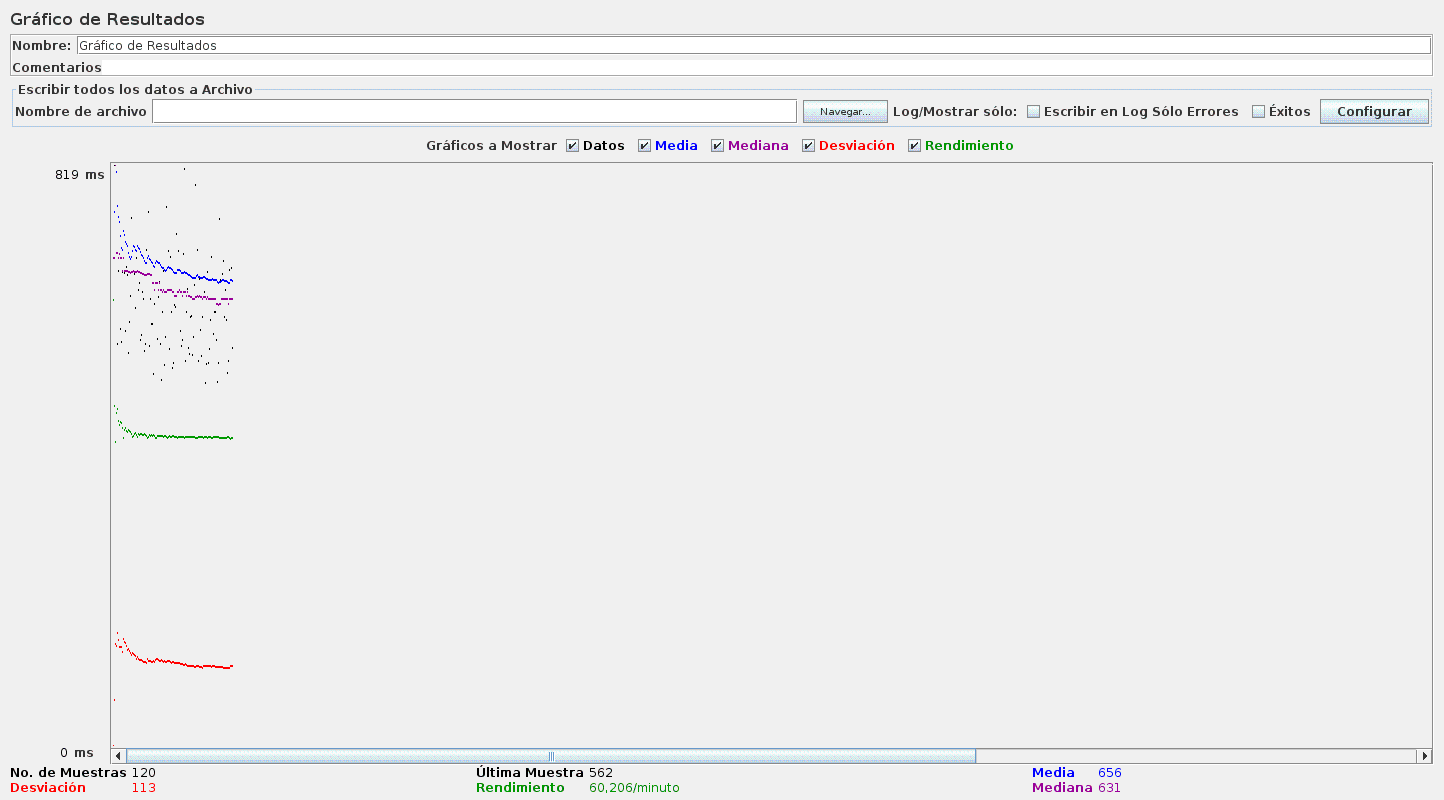 Gráfico de Resultados
Nombre: Gráfico de Resultados
Comentarios
Escribir todos los datos a Archivo
Nombre de archivo Navegar... Log/Mostrar sólo: Escribir en Log Sólo Errores Éxitos Configurar
Gráficos a Mostrar Datos Media Mediana Desviación Rendimiento
819 ms
0 ms
No. de Muestras 120 Última Muestra 562 Media 656
Desviación 113 Rendimiento 60,206/minuto Mediana 631